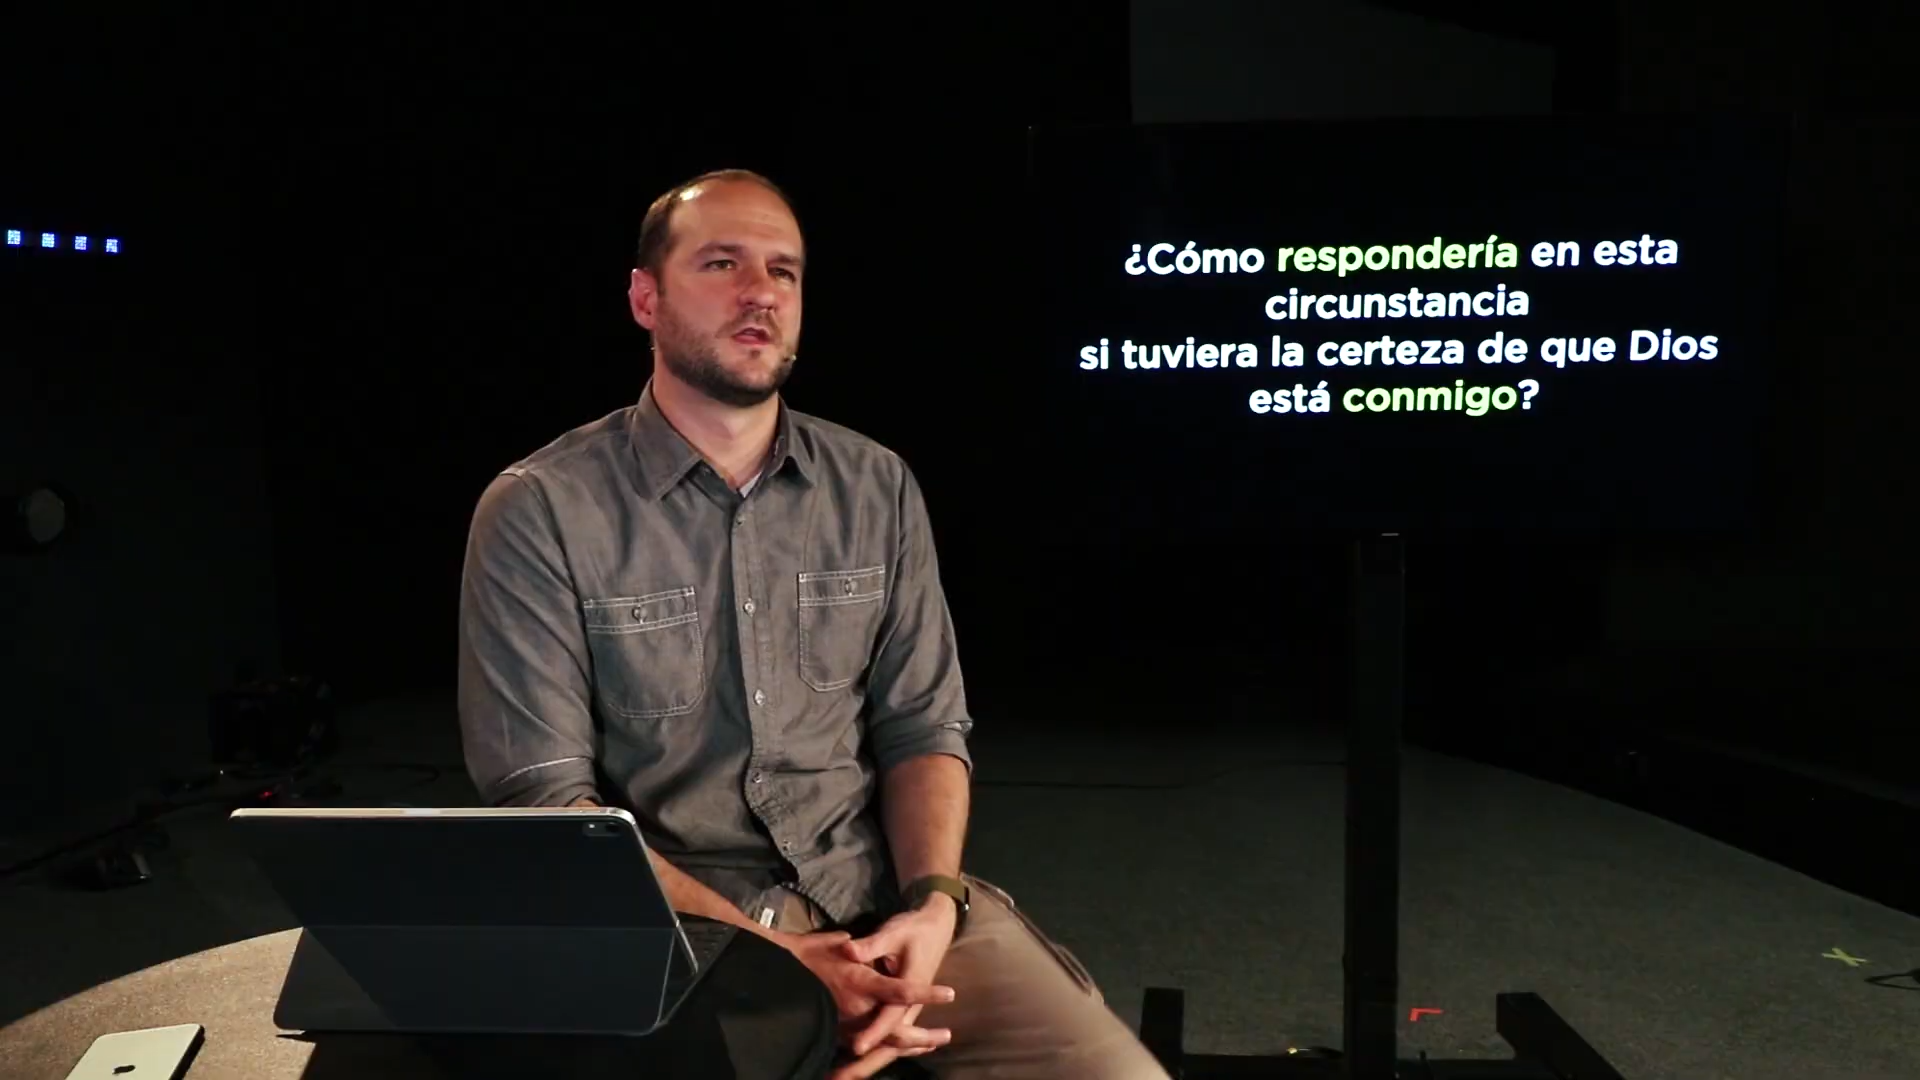 ¿Cómo respondería en esta
circunstancia
si tuviera la certeza de que Dios
está conmigo?